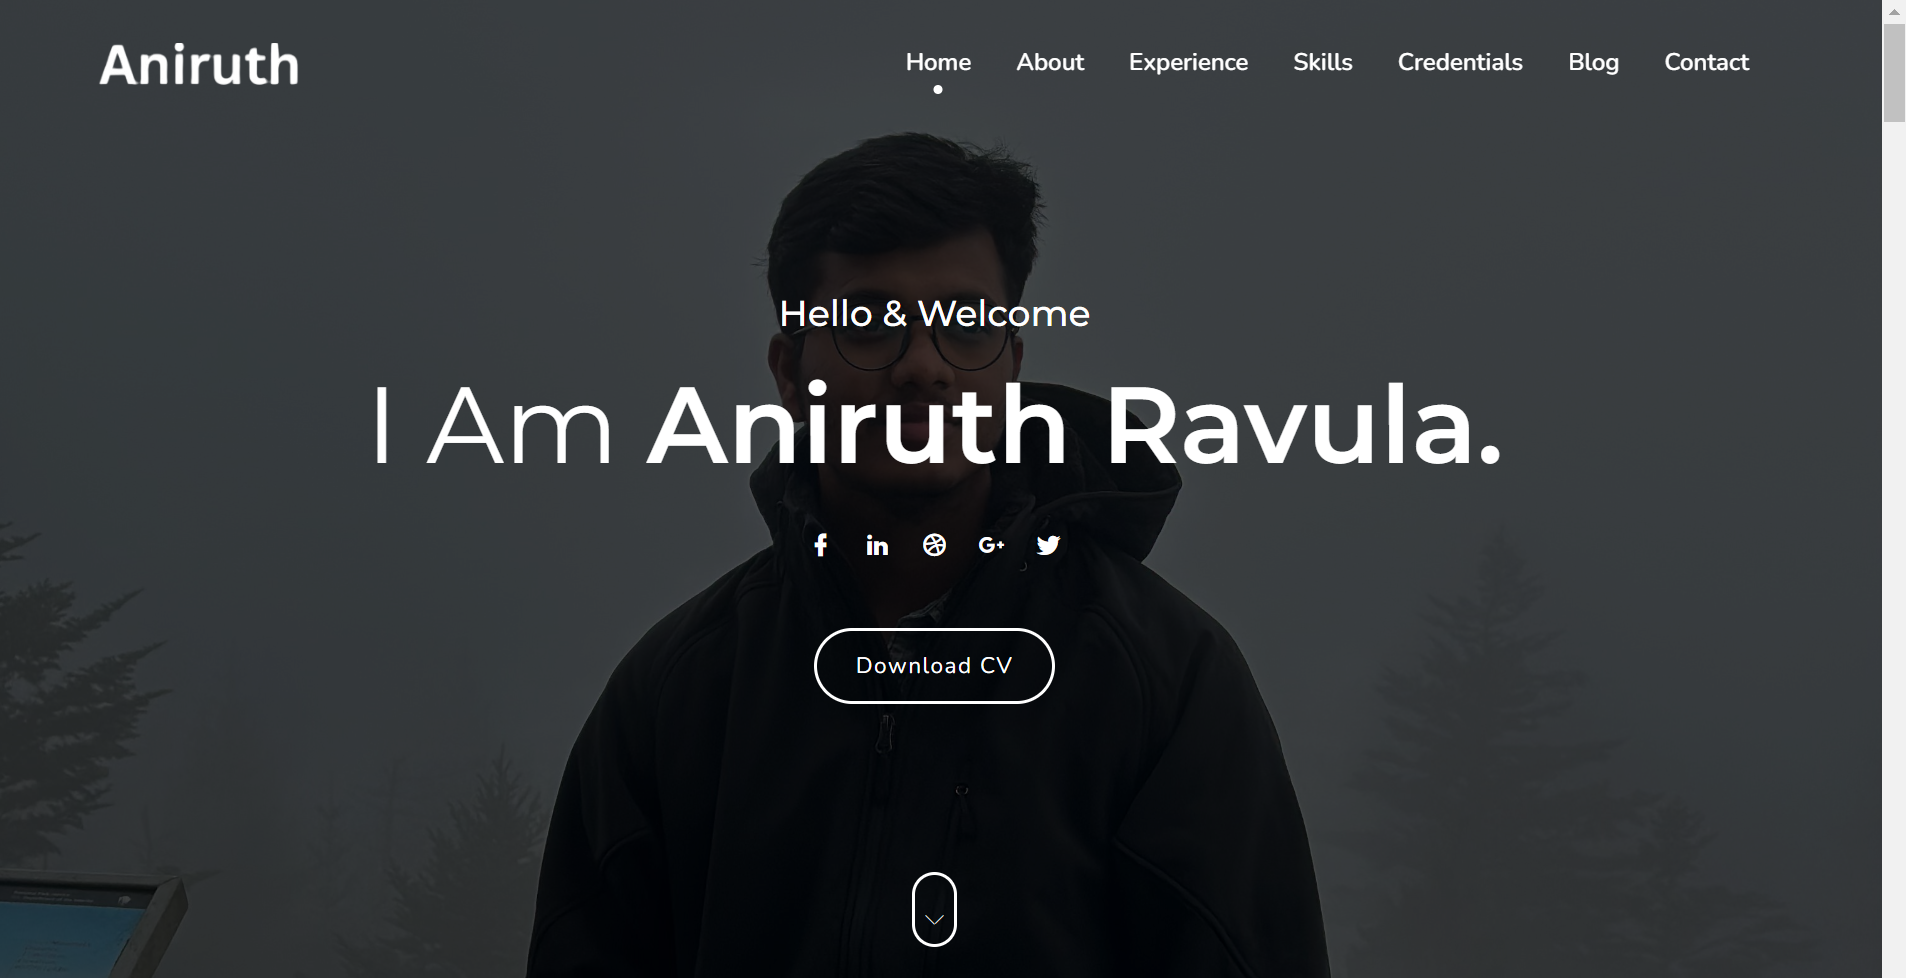 Aniruth
Home About Experience Skills Credentials Blog Contact
Hello & Welcome
I Am Aniruth Ravula.
Download CV